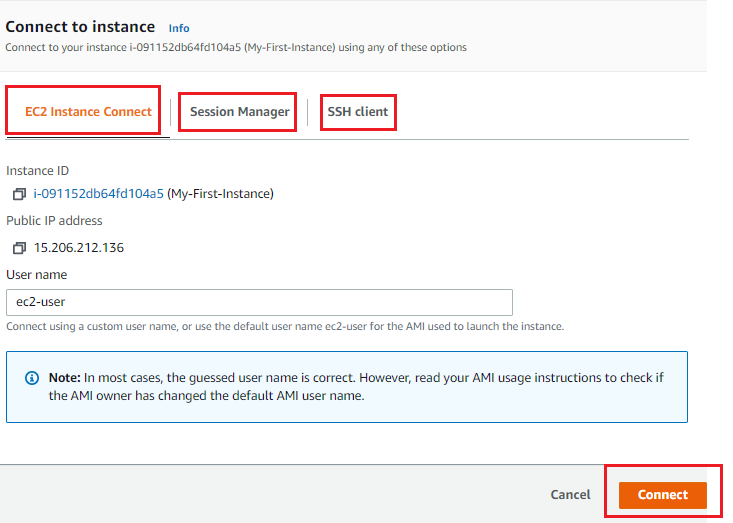 Connect to instance Info
Connect to your instance i-091152db64fd104a5 (My-First-Instance) using any of these options
EC2 Instance Connect Session Manager SSH client
Instance ID
i-091152db64fd104a5 (My-First-Instance)
Public IP address
15.206.212.136
User name
ec2-user
Connect using a custom user name, or use the default user name ec2-user for the AMI used to launch the instance.
Note: In most cases, the guessed user name is correct. However, read your AMI usage instructions to check if
the AMI owner has changed the default AMI user name.
Cancel Connect